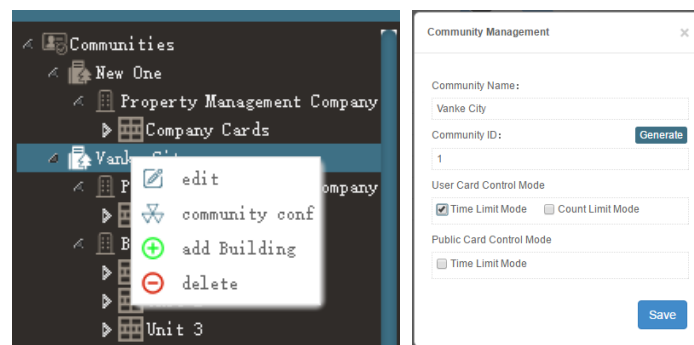 Communities
New One
Property Management Company
Company Cards
Vanke
edit
ompany
community conf
add Building
delete
Unit 3
Community Management
×
Community Name:
Vanke City
Community ID:
Generate
1
User Card Control Mode
Time Limit Mode
Count Limit Mode
Public Card Control Mode
Time Limit Mode
Save